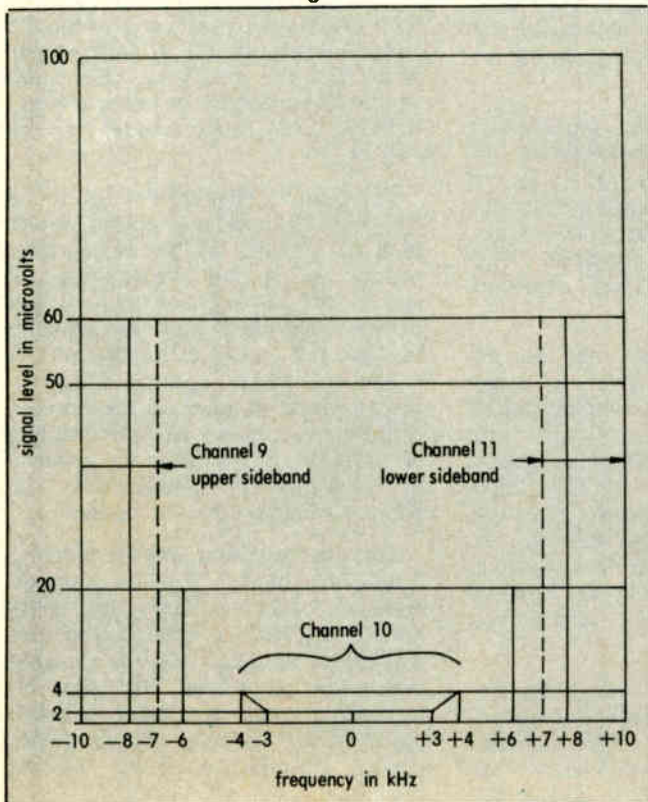 100
60
50
20
4
2
signal level in microvolts
Channel 9
upper sideband
Channel 11
lower sideband
Channel 10
—10 —8 —7 —6 -4 —3 0 +3 +4 +6 +7 +8 +10
frequency in kHz